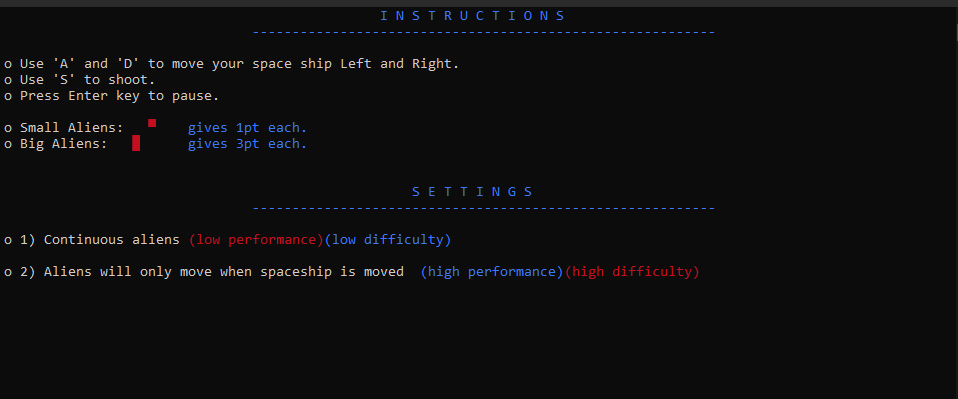 I N S T R U C T I O N S
----------------------------------------------------------
o Use 'A' and 'D' to move your space ship Left and Right.
o Use 'S' to shoot.
o Press Enter key to pause.
o Small Aliens: gives 1pt each.
o Big Aliens: gives 3pt each.
S E T T I N G S
----------------------------------------------------------
o 1) Continuous aliens (low performance)(low difficulty)
o 2) Aliens will only move when spaceship is moved (high performance)(high difficulty)